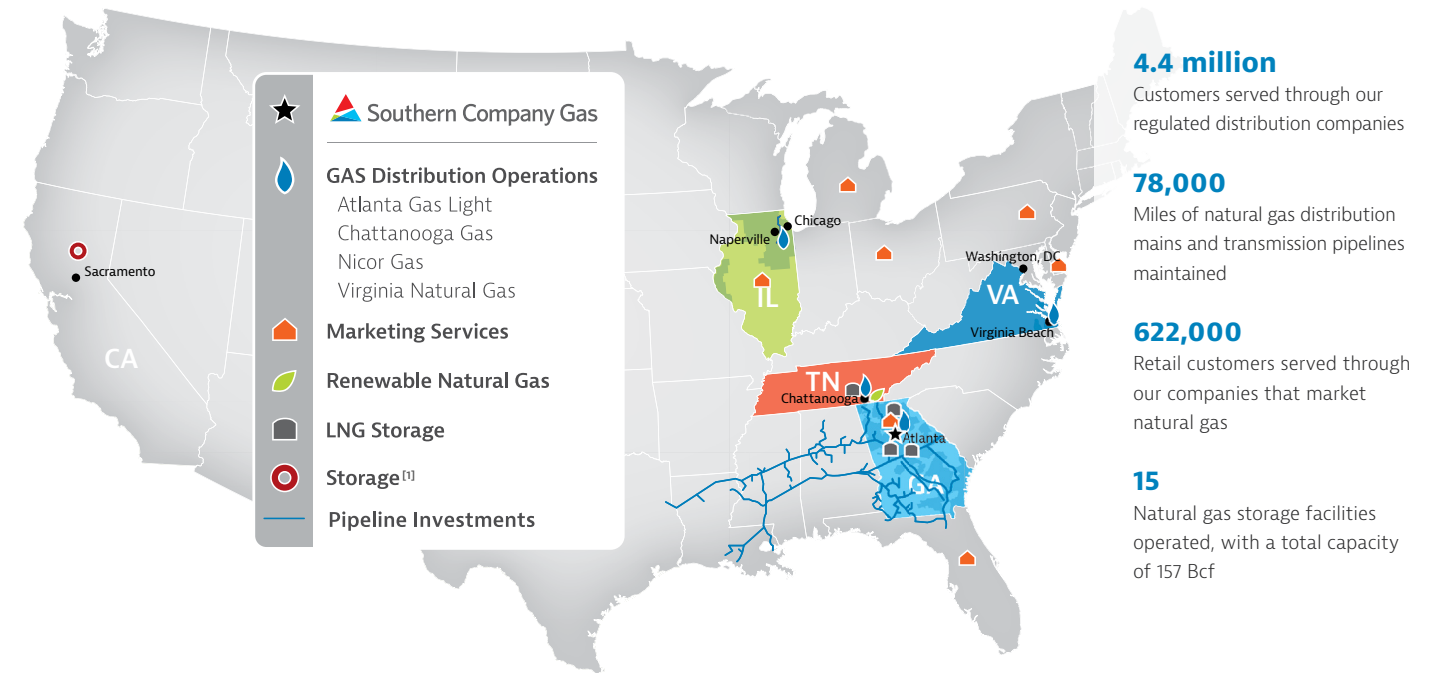 Southern Company Gas
GAS Distribution Operations
Atlanta Gas Light
Chattanooga Gas
Nicor Gas
Virginia Natural Gas
Marketing Services
Renewable Natural Gas
LNG Storage
Storage [1]
Pipeline Investments
Sacramento
CA
Chicago
Naperville
IL
Washington, DC
VA
Virginia Beach
TN
Chattanooga
Atlanta
GA
4.4 million
Customers served through our
regulated distribution companies
78,000
Miles of natural gas distribution
mains and transmission pipelines
maintained
622,000
Retail customers served through
our companies that market
natural gas
15
Natural gas storage facilities
operated, with a total capacity
of 157 Bcf